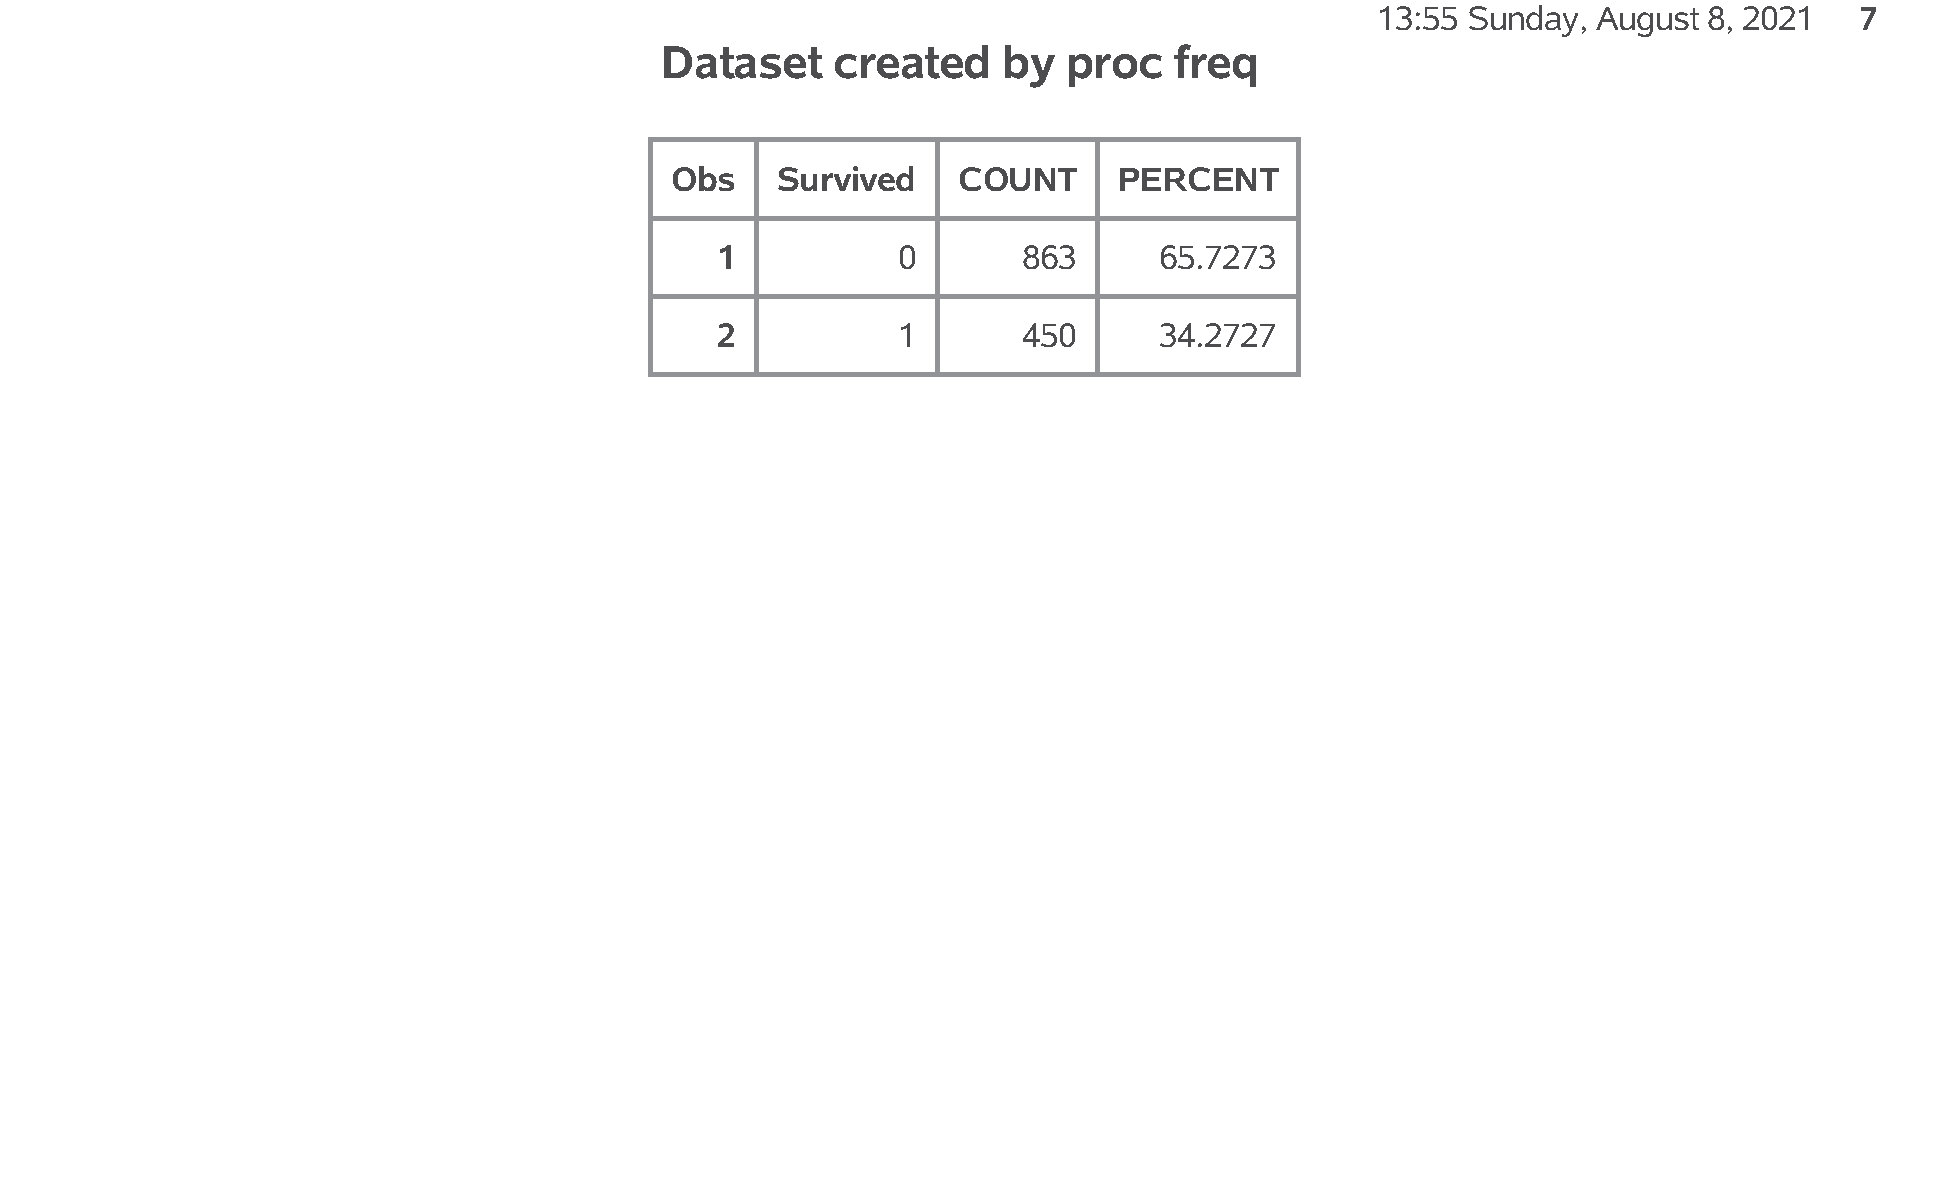 13:55 Sunday, August 8, 2021 7
Dataset created by proc freq
Obs Survived COUNT PERCENT
1 0 863 65.7273
2 1 450 34.2727